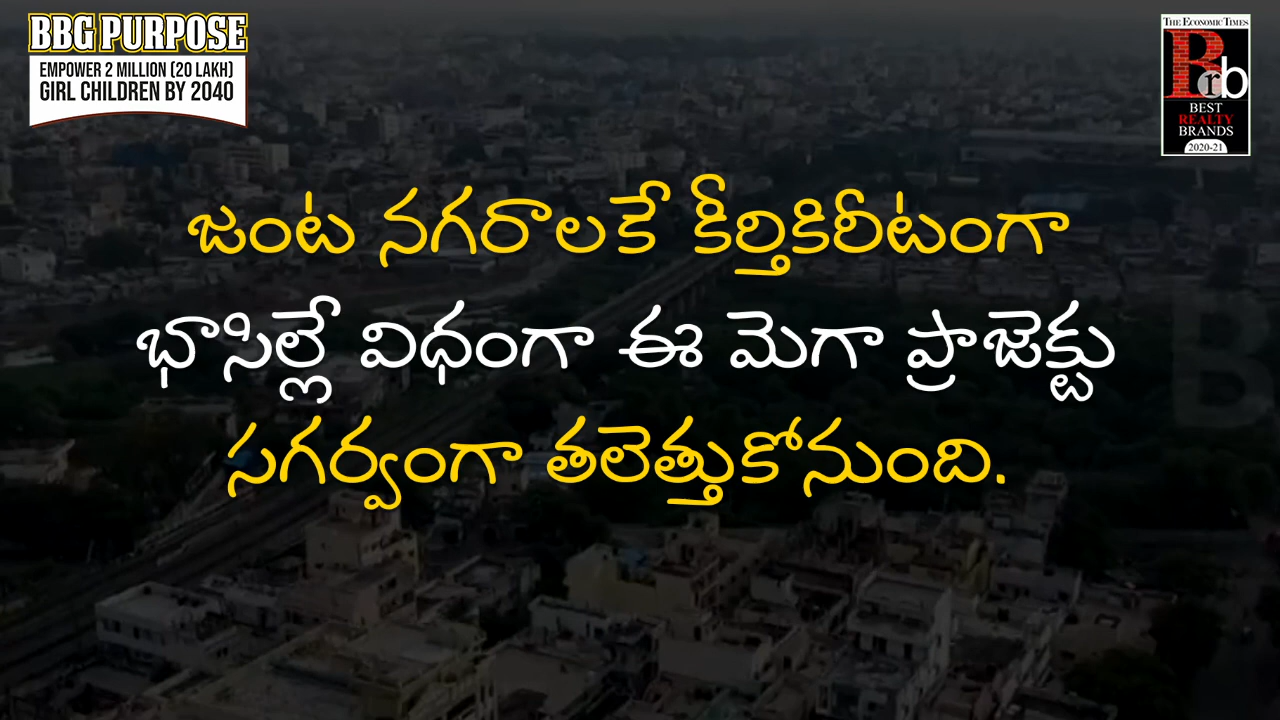 BBG PURPOSE
EMPOWER 2 MILLION (20 LAKH)
GIRL CHILDREN BY 2040
THE ECONOMIC TIMES
Brb
BEST
REALTY
BRANDS
2020-21
జంట నగరాలకే కీర్తికిరీటంగా
భాసిల్లే విధంగా ఈ మెగా ప్రాజెక్టు
సగర్వంగా తలెత్తుకోనుంది.